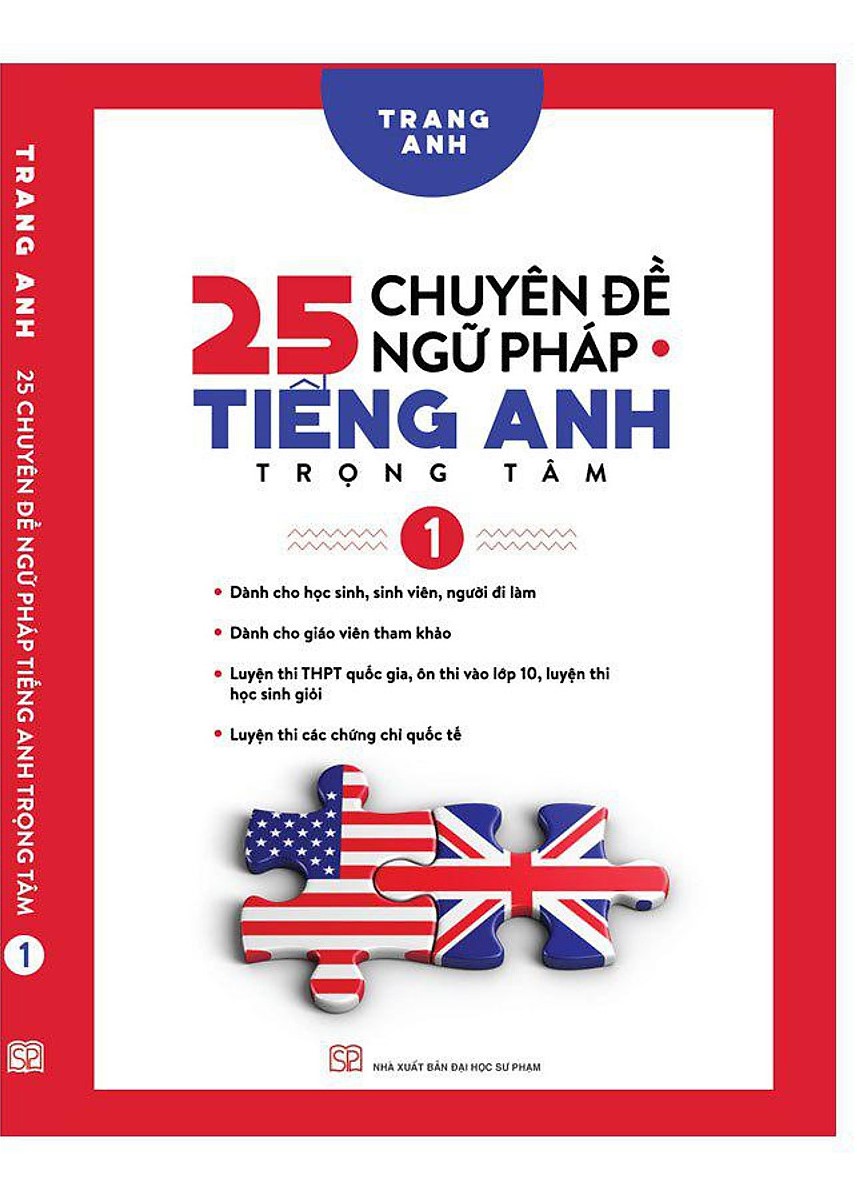 TRANG
ANH
25 CHUYÊN ĐỀ
NGỮ PHÁP
TIẾNG ANH
TRỌNG TÂM
1
• Dành cho học sinh, sinh viên, người đi làm
• Dành cho giáo viên tham khảo
• Luyện thi THPT quốc gia, ôn thi vào lớp 10, luyện thi
học sinh giỏi
• Luyện thi các chứng chỉ quốc tế
SP NHÀ XUẤT BẢN ĐẠI HỌC SƯ PHẠM
TRANG ANH 25 CHUYÊN ĐỀ NGỮ PHÁP TIẾNG ANH TRỌNG TÂM 1
SP